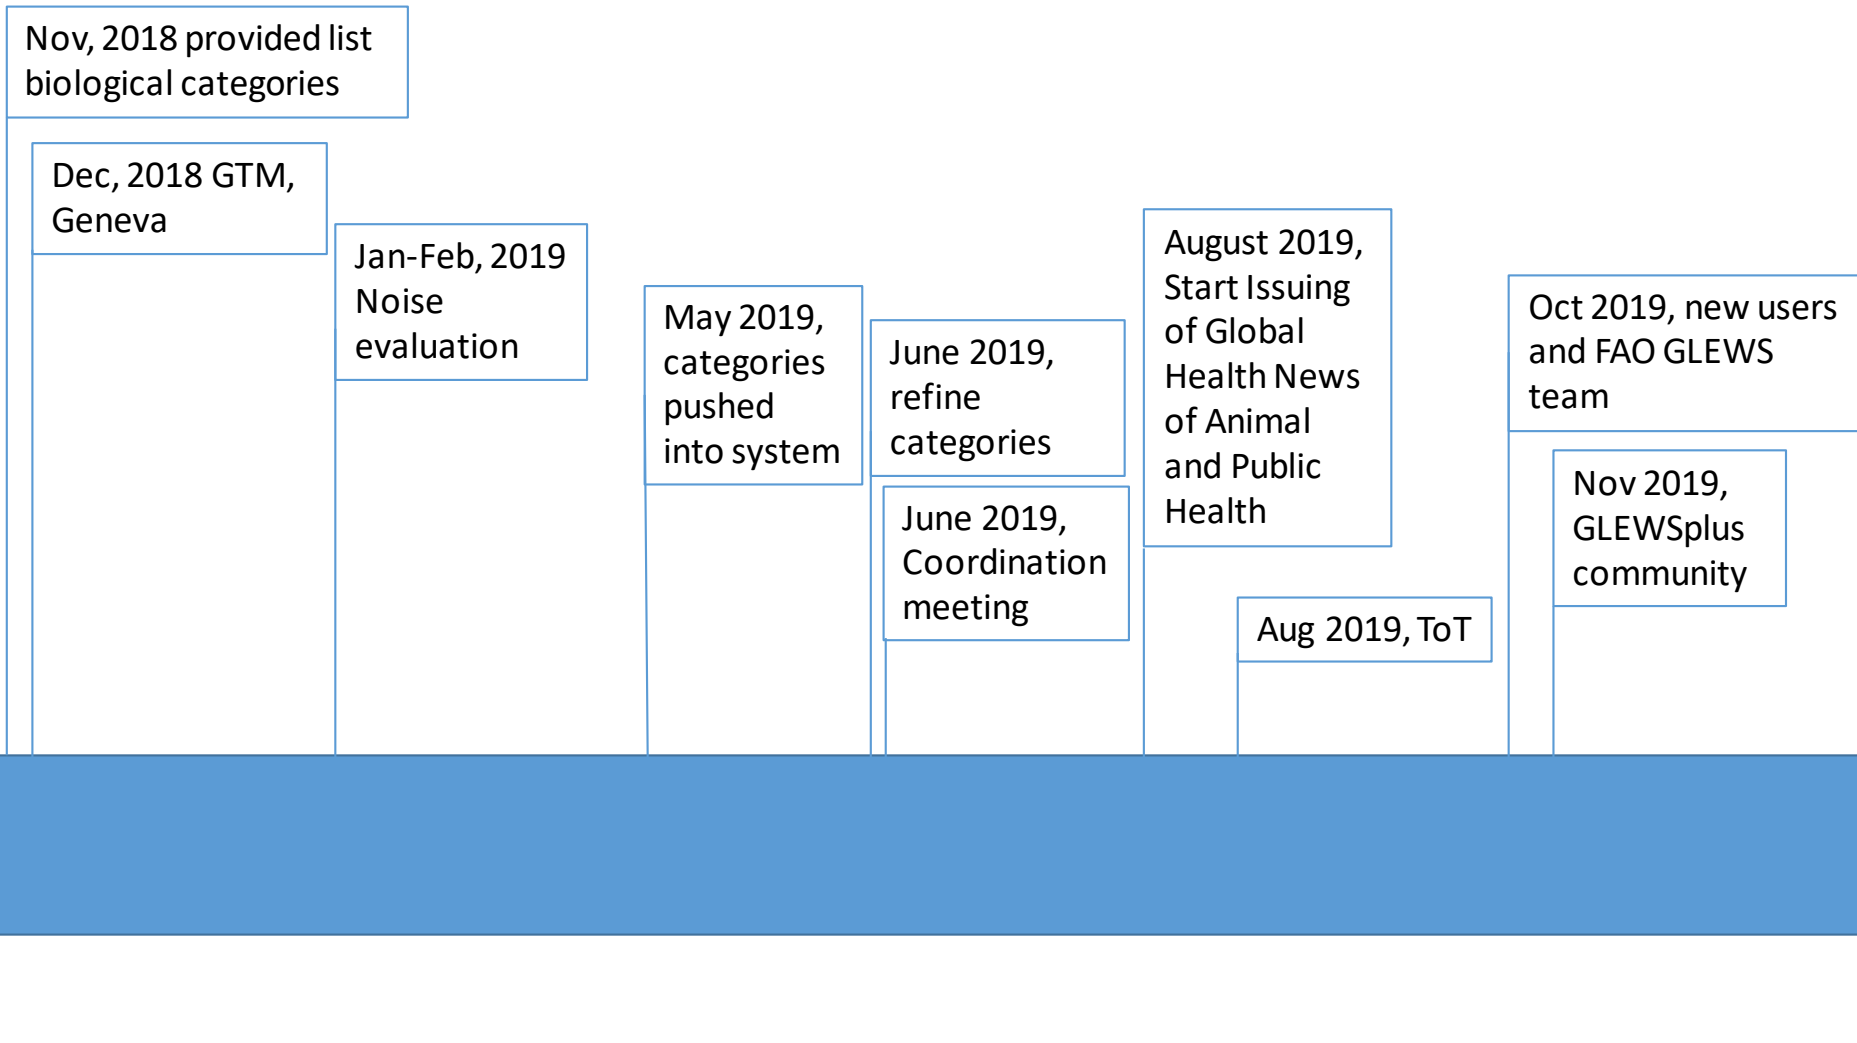 Nov, 2018 provided list
biological categories
Dec, 2018 GTM,
Geneva
Jan-Feb, 2019
Noise
evaluation
May 2019,
categories
pushed
into system
June 2019,
refine
categories
June 2019,
Coordination
meeting
August 2019,
Start Issuing
of Global
Health News
of Animal
and Public
Health
Aug 2019, ToT
Oct 2019, new users
and FAO GLEWS
team
Nov 2019,
GLEWSplus
community